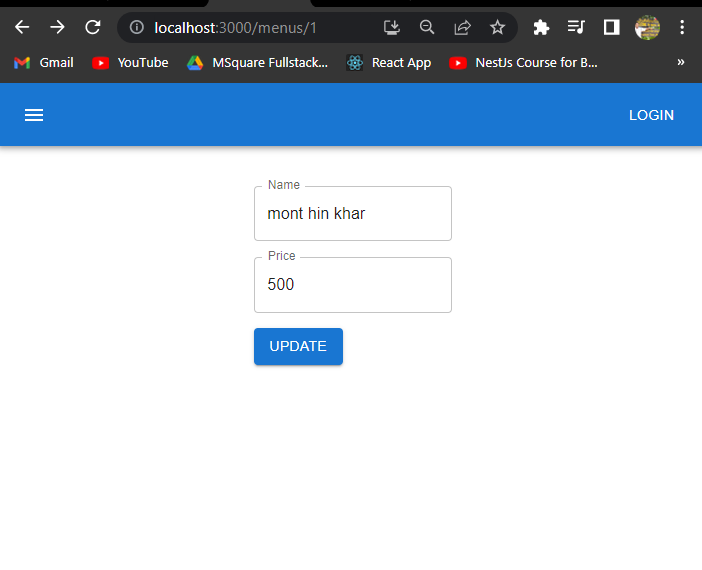 localhost:3000/menus/1
Gmail YouTube MSquare Fullstack... React App NestJs Course for B... »
LOGIN
Name
mont hin khar
Price
500
UPDATE